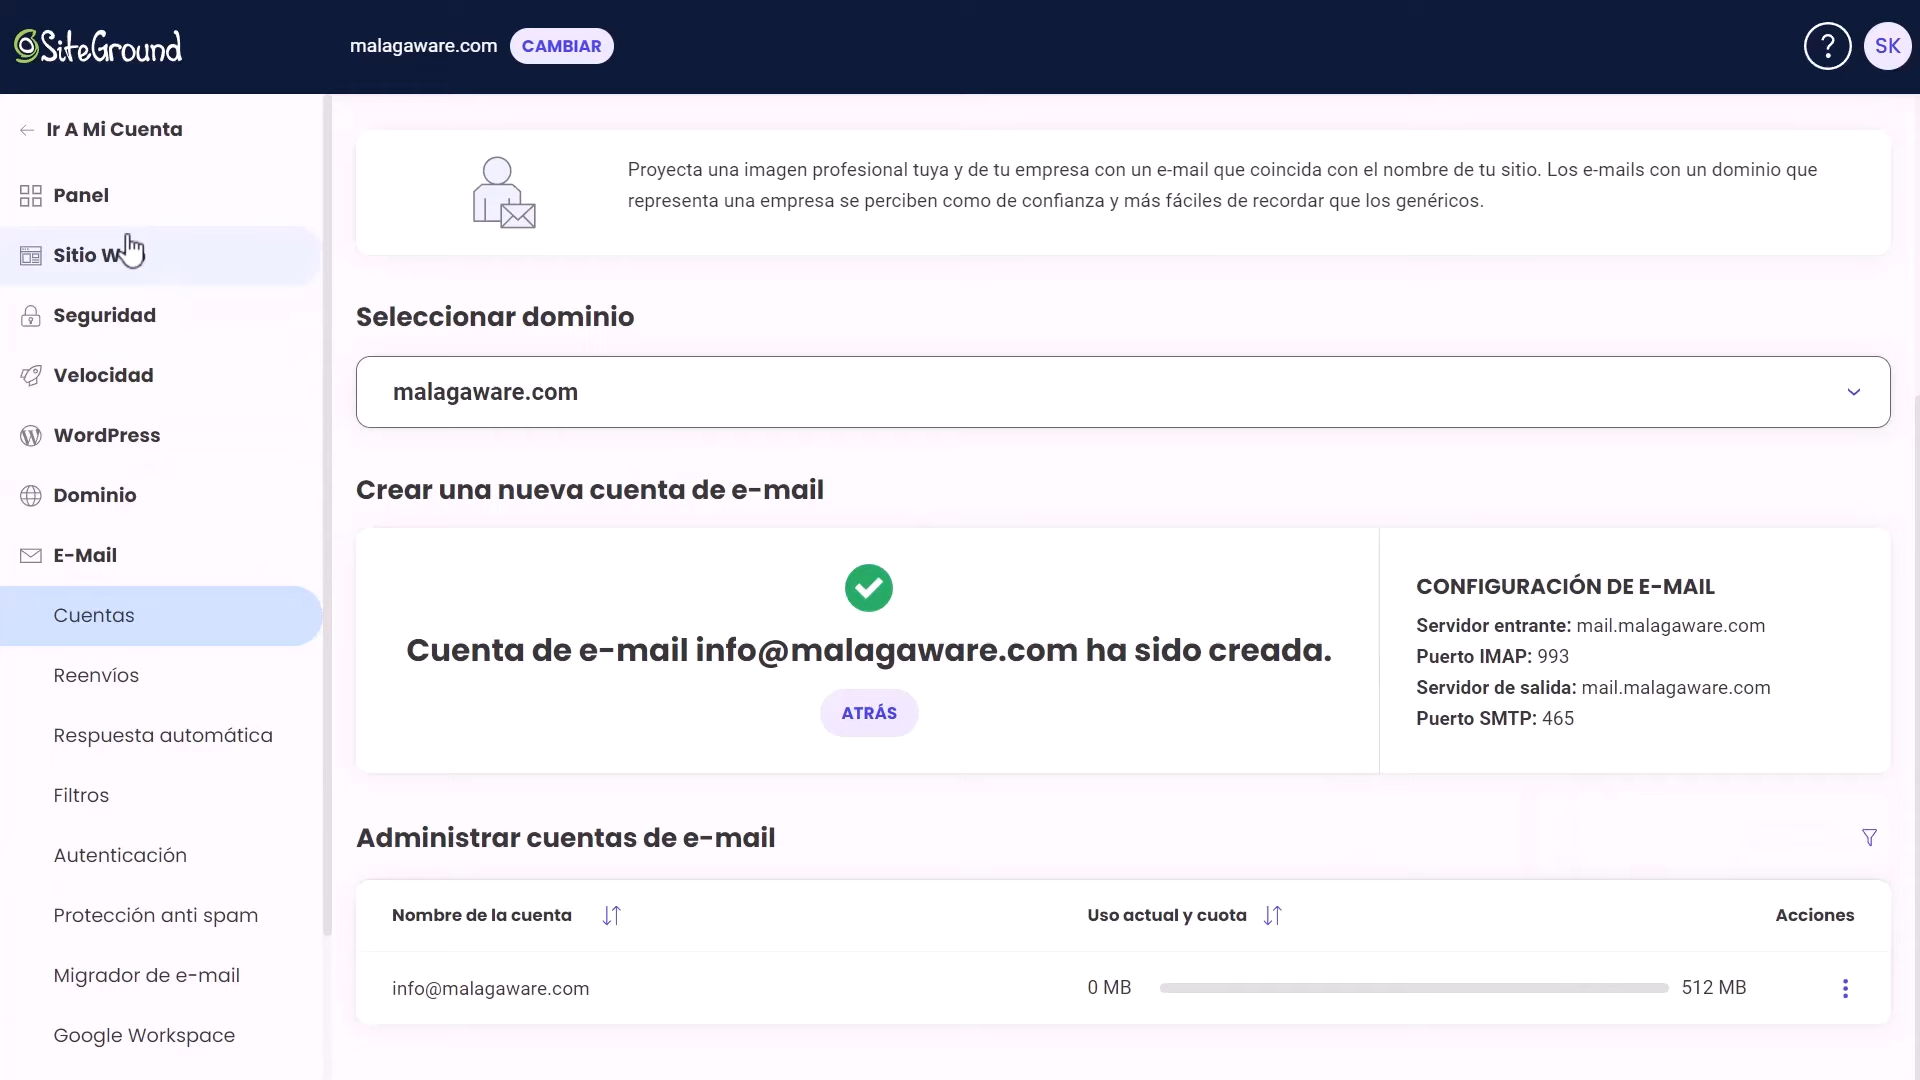 SiteGround
malagaware.com CAMBIAR
? SK
Ir A Mi Cuenta
Panel
Sitio
Seguridad
Velocidad
WordPress
Dominio
E-Mail
Cuentas
Reenvíos
Respuesta automática
Filtros
Autenticación
Protección anti spam
Migrador de e-mail
Google Workspace
Proyecta una imagen profesional tuya y de tu empresa con un e-mail que coincida con el nombre de tu sitio. Los e-mails con un dominio que
representa una empresa se perciben como de confianza y más fáciles de recordar que los genéricos.
Seleccionar dominio
malagaware.com
Crear una nueva cuenta de e-mail
Cuenta de e-mail info@malagaware.com ha sido creada.
ATRÁS
CONFIGURACIÓN DE E-MAIL
Servidor entrante: mail.malagaware.com
Puerto IMAP: 993
Servidor de salida: mail.malagaware.com
Puerto SMTP: 465
Administrar cuentas de e-mail
Nombre de la cuenta Uso actual y cuota Acciones
info@malagaware.com 0 MB 512 MB